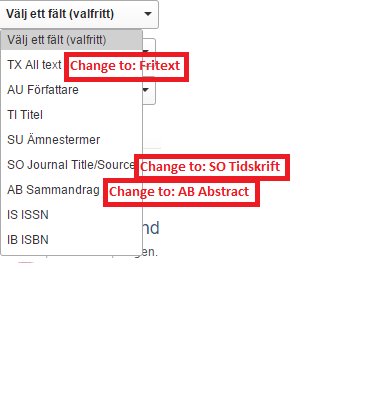 Välj ett fält (valfritt)
Välj ett fält (valfritt)
TX All text Change to: Fritext
AU Författare
TI Titel
SU Ämnestermer
SO Journal Title/Source Change to: SO Tidskrift
AB Sammandrag Change to: AB Abstract
IS ISSN
nd
IB ISBN
gen.